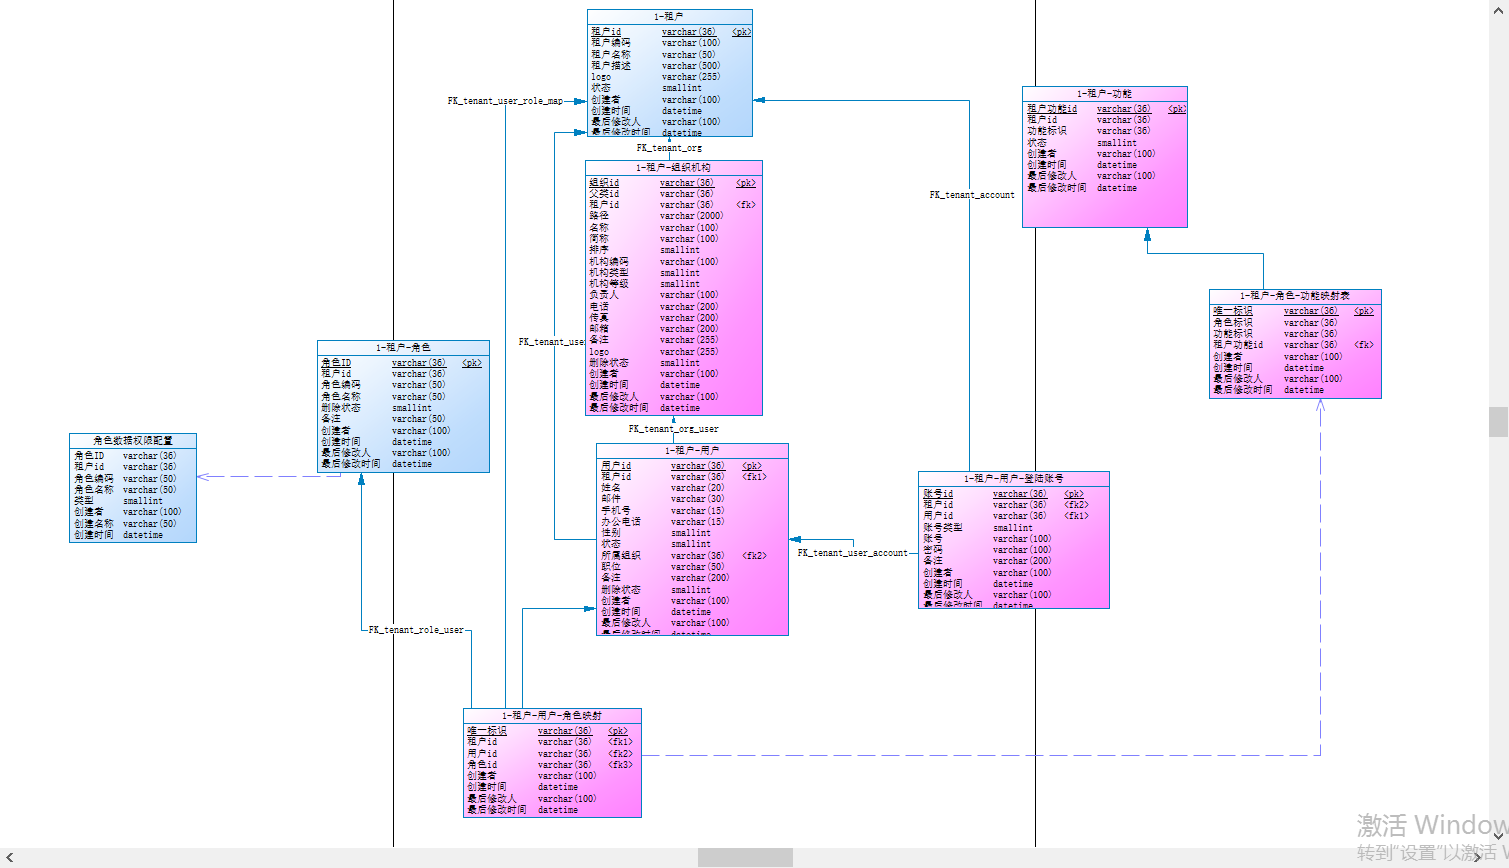 1-租户
租户id varchar(36) <pk>
租户编码 varchar(100)
租户名称 varchar(50)
租户描述 varchar(500)
logo varchar(255)
状态 smallint
创建者 varchar(100)
创建时间 datetime
最后修改人 varchar(100)
最后修改时间 datetime
FK_tenant_user_role_map
FK_tenant_org
1-租户-组织机构
组织id varchar(36) <pk>
父类id varchar(36)
租户id varchar(36) <fk>
路径 varchar(2000)
名称 varchar(100)
简称 varchar(100)
排序 smallint
机构编码 varchar(100)
机构类型 smallint
机构等级 smallint
负责人 varchar(100)
电话 varchar(200)
传真 varchar(200)
邮箱 varchar(200)
备注 varchar(255)
logo varchar(255)
删除状态 smallint
创建者 varchar(100)
创建时间 datetime
最后修改人 varchar(100)
最后修改时间 datetime
FK_tenant_account
1-租户-功能
租户功能id varchar(36) <pk>
租户id varchar(36)
功能标识 varchar(36)
状态 smallint
创建者 varchar(100)
创建时间 datetime
最后修改人 varchar(100)
最后修改时间 datetime
1-租户-角色-功能映射表
唯一标识 varchar(36) <pk>
角色标识 varchar(36)
功能标识 varchar(36)
租户功能id varchar(36) <fk>
创建者 varchar(100)
创建时间 datetime
最后修改人 varchar(100)
最后修改时间 datetime
FK_tenant_user
1-租户-角色
角色ID varchar(36) <pk>
租户id varchar(36)
角色编码 varchar(50)
角色名称 varchar(50)
删除状态 smallint
备注 varchar(50)
创建者 varchar(100)
创建时间 datetime
最后修改人 varchar(100)
最后修改时间 datetime
角色数据权限配置
角色ID varchar(36)
租户id varchar(36)
角色编码 varchar(50)
角色名称 varchar(50)
类型 smallint
创建者 varchar(100)
创建名称 varchar(50)
创建时间 datetime
FK_tenant_org_user
1-租户-用户
用户id varchar(36) <pk>
租户id varchar(36) <fk1>
姓名 varchar(20)
邮件 varchar(30)
手机号 varchar(15)
办公电话 varchar(15)
性别 smallint
状态 smallint
所属组织 varchar(36) <fk2>
职位 varchar(50)
备注 varchar(200)
删除状态 smallint
创建者 varchar(100)
创建时间 datetime
最后修改人 varchar(100)
最后修改时间 datetime
FK_tenant_user_account
1-租户-用户-登陆账号
账号id varchar(36) <pk>
租户id varchar(36) <fk2>
用户id varchar(36) <fk1>
账号类型 smallint
账号 varchar(100)
密码 varchar(100)
备注 varchar(200)
创建者 varchar(100)
创建时间 datetime
最后修改人 varchar(100)
最后修改时间 datetime
FK_tenant_role_user
1-租户-用户-角色映射
唯一标识 varchar(36) <pk>
租户id varchar(36) <fk1>
用户id varchar(36) <fk2>
角色id varchar(36) <fk3>
创建者 varchar(100)
创建时间 datetime
最后修改人 varchar(100)
最后修改时间 datetime
激活 Window
转到“设置”以激活 W